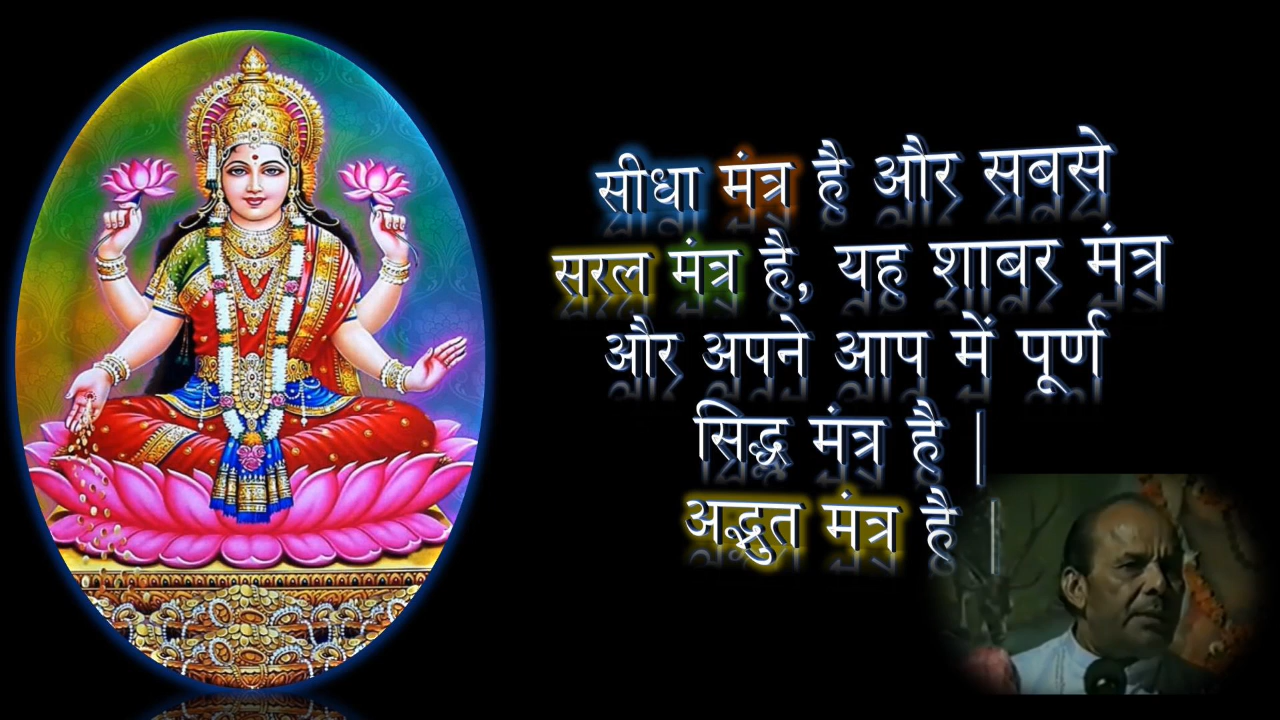 सीधा मंत्र है और सबसे
सरल मंत्र है, यह शाबर मंत्र
और अपने आप में पूर्ण
सिद्ध मंत्र है |
अद्भुत मंत्र है |